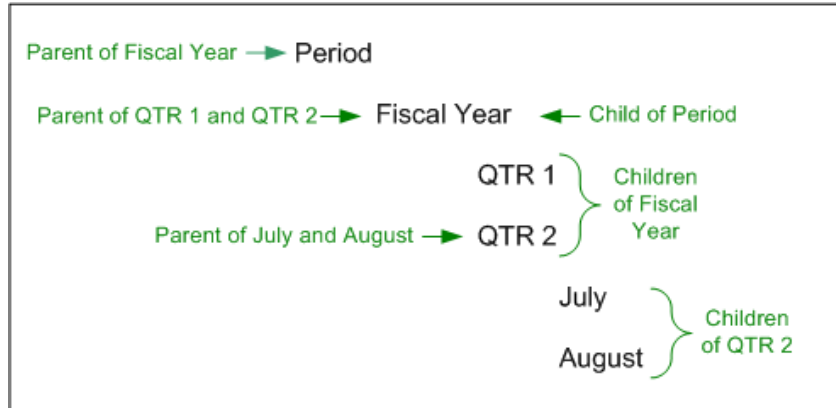 Parent of Fiscal Year
Period
Parent of QTR 1 and QTR 2
Fiscal Year
Child of Period
QTR 1
Children
of Fiscal
Year
Parent of July and August
QTR 2
July
Children
of QTR 2
August